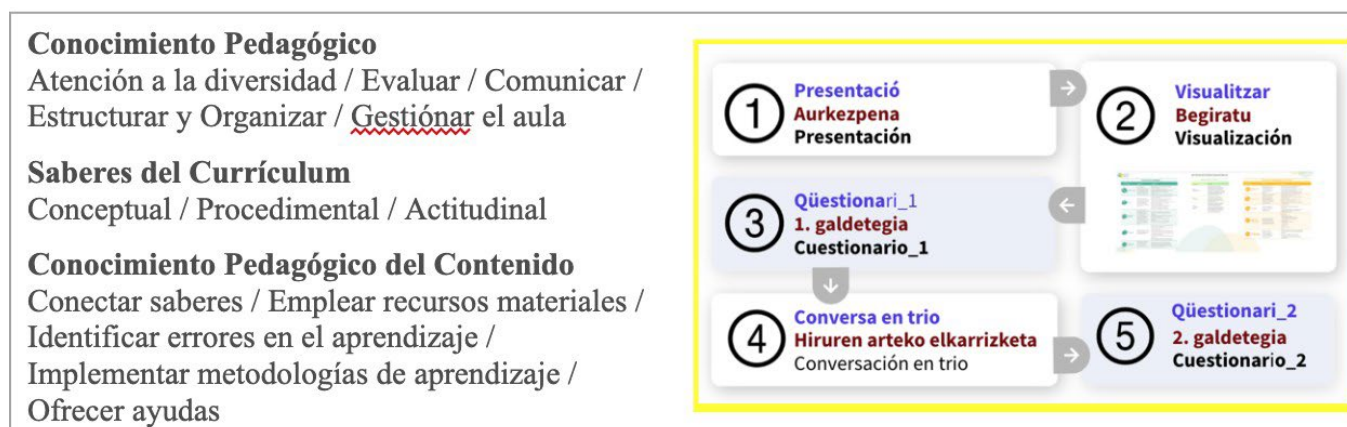 Conocimiento Pedagógico
Atención a la diversidad / Evaluar / Comunicar /
Estructurar y Organizar / Gestiónar el aula
Saberes del Currículum
Conceptual / Procedimental / Actitudinal
Conocimiento Pedagógico del Contenido
Conectar saberes / Emplear recursos materiales /
Identificar errores en el aprendizaje /
Implementar metodologías de aprendizaje /
Ofrecer ayudas
1
Presentació
Aurkezpena
Presentación
2
Visualitzar
Begiratu
Visualización
3
Qüestionari_1
1. galdetegia
Cuestionario_1
4
Conversa en trio
Hiruren arteko elkarrizketa
Conversación en trio
5
Qüestionari_2
2. galdetegia
Cuestionario_2